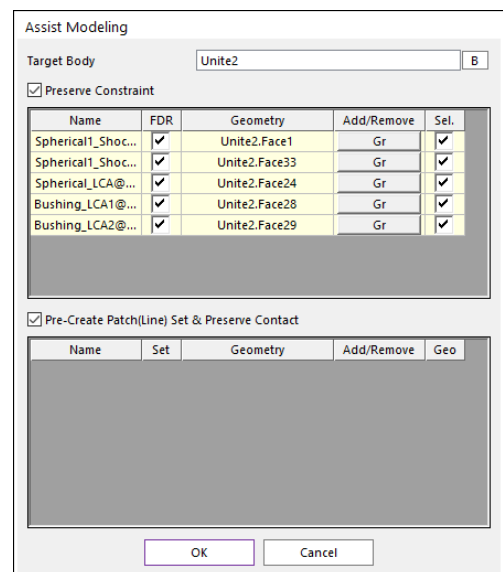 Assist Modeling
Target Body Unite2 B
Preserve Constraint
Name FDR Geometry Add/Remove Sel.
Spherical1_Shoc... Unite2.Face1 Gr
Spherical1_Shoc... Unite2.Face33 Gr
Spherical_LCA@... Unite2.Face24 Gr
Bushing_LCA1@... Unite2.Face28 Gr
Bushing_LCA2@... Unite2.Face29 Gr
Pre-Create Patch(Line) Set & Preserve Contact
Name Set Geometry Add/Remove Geo
OK Cancel